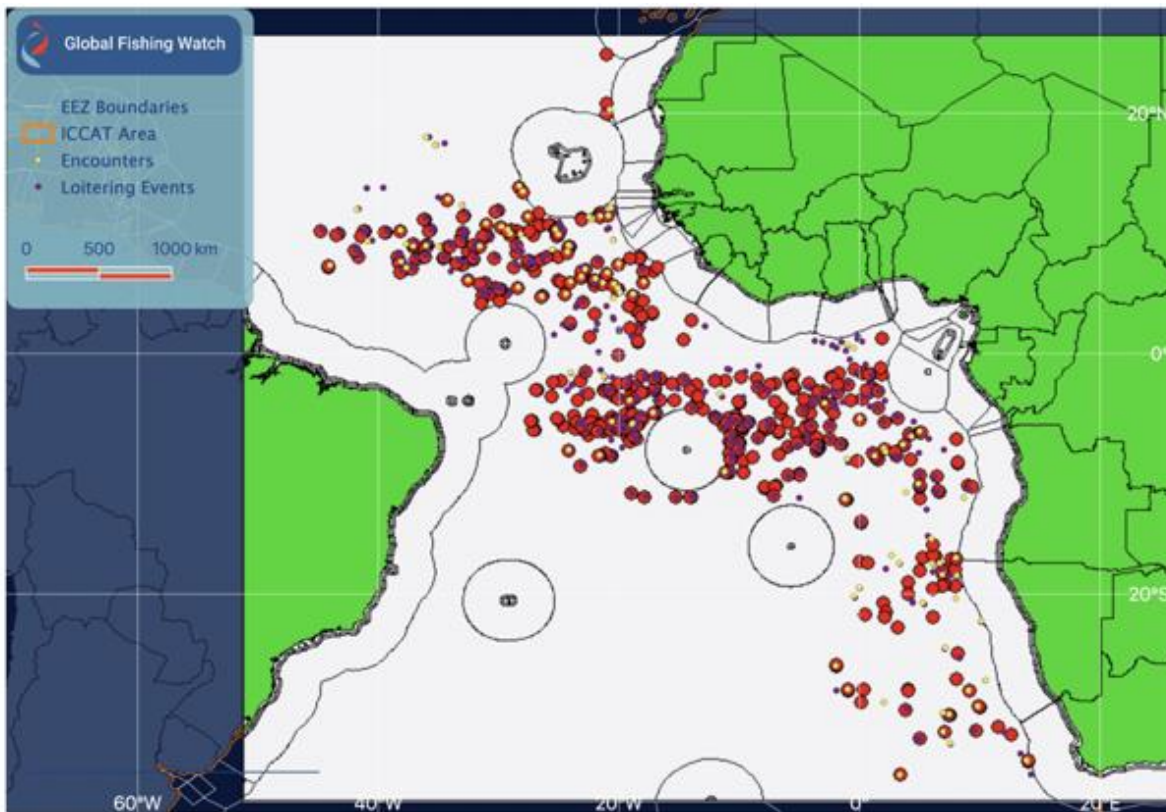 Global Fishing Watch
EEZ Boundaries
ICCAT Area
Encounters
Loitering Events
0 500 1000 km
20°N
0°
20°S
60°W 40°W 20°W 0° 20°E